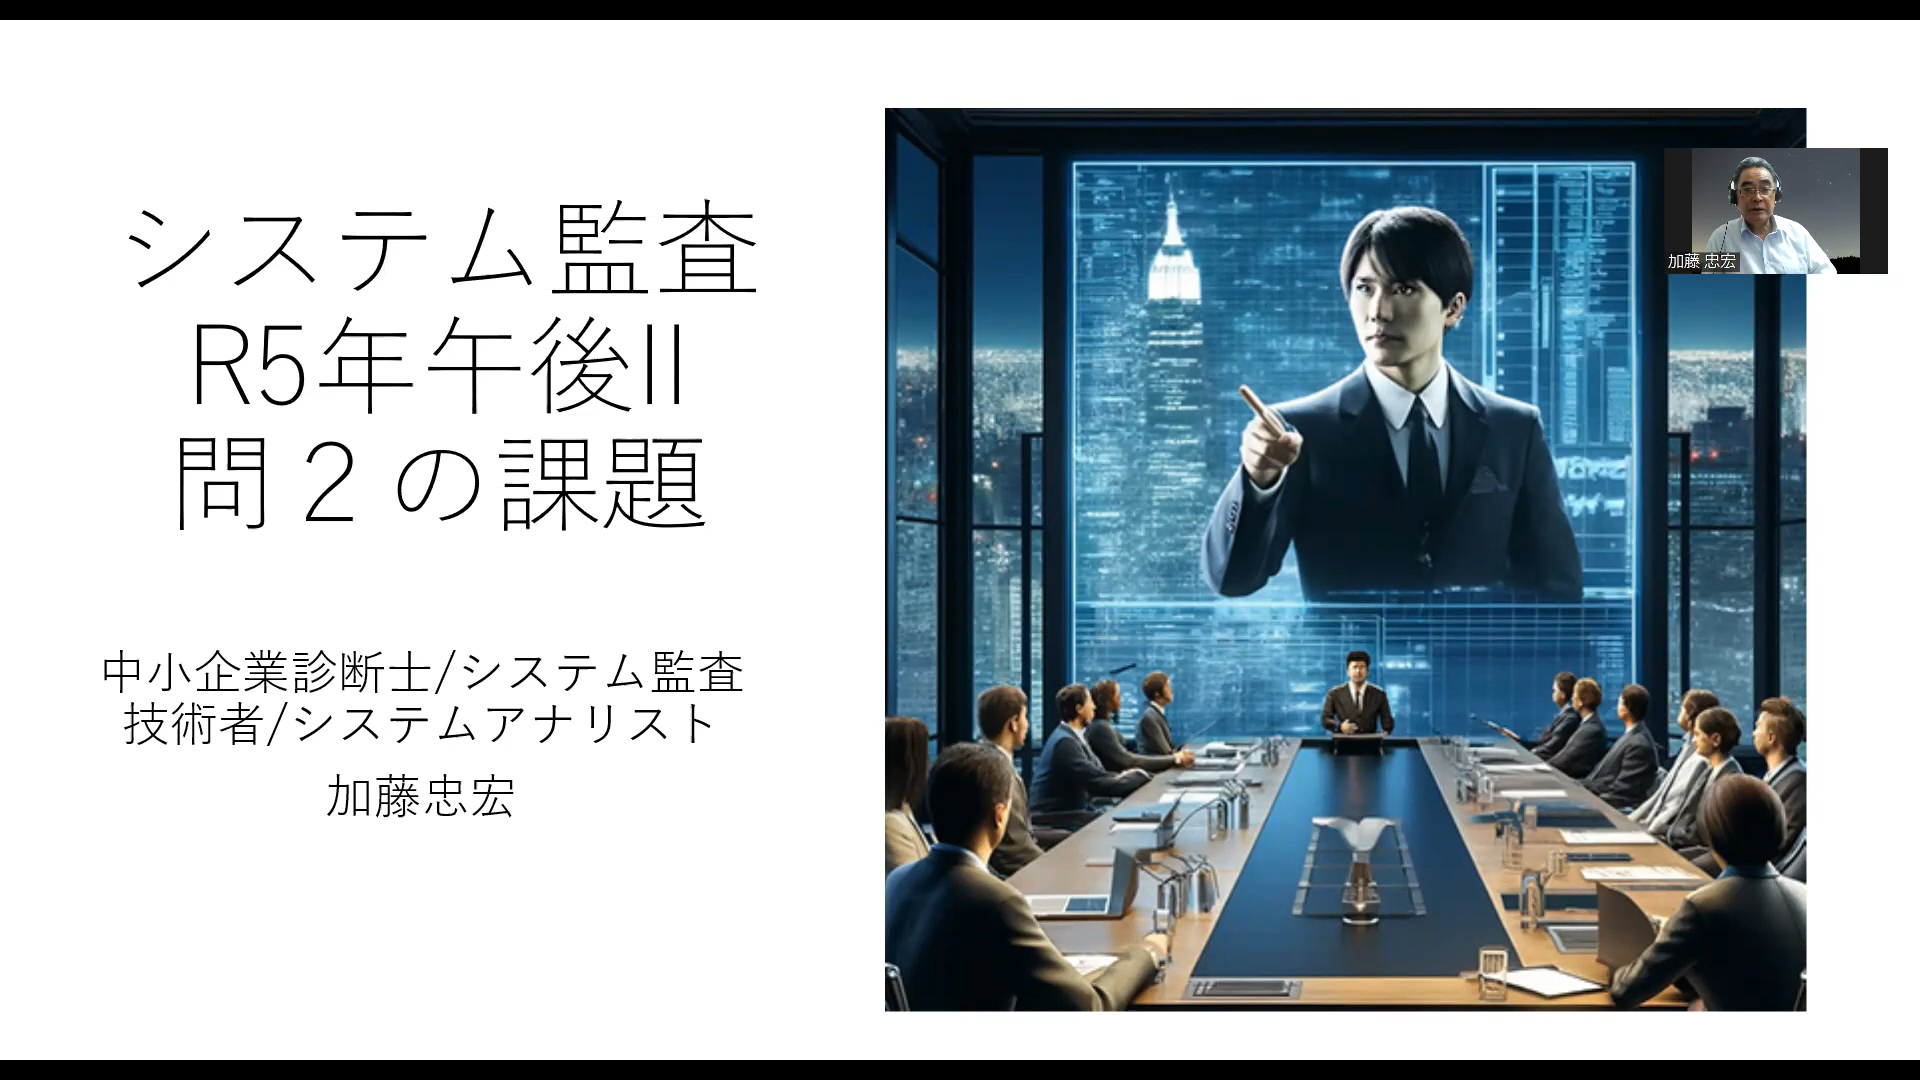 システム監査
R5年午後II
問２の課題
中小企業診断士/システム監査
技術者/システムアナリスト
加藤忠宏
加藤 忠宏